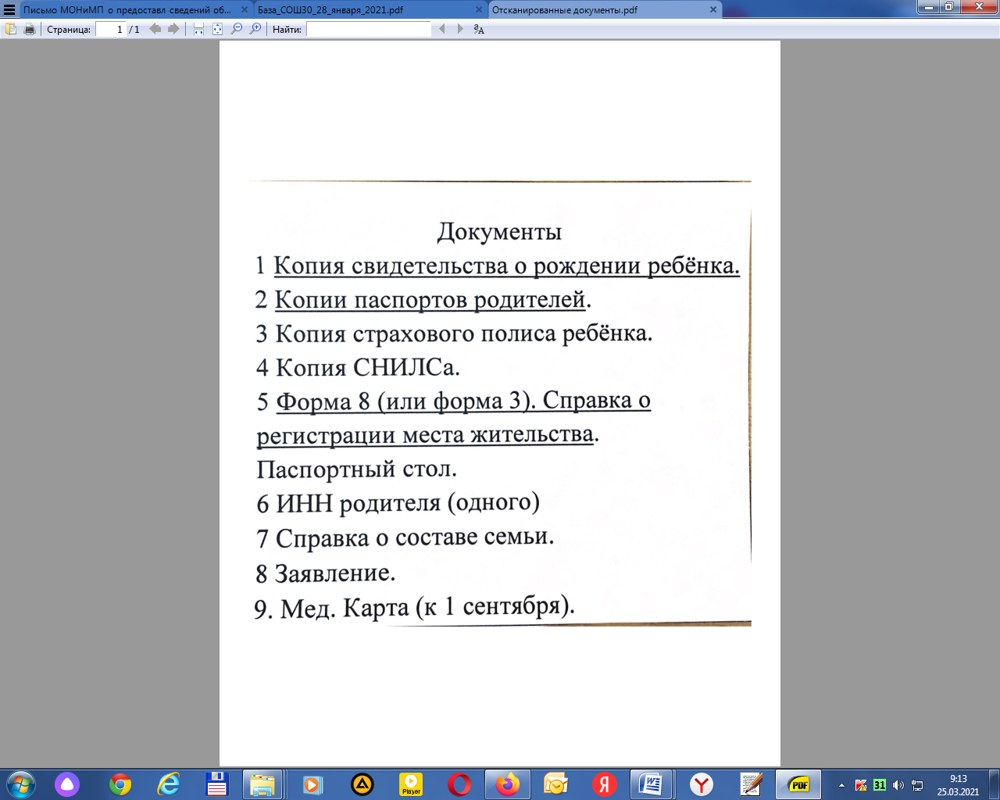 Письмо МОНиМП о предоставл сведений об...
База_СОШ30_28_января_2021.pdf
Отсканированные документы.pdf
Страница: 1 / 1 Найти:
Документы
1 Копия свидетельства о рождении ребёнка.
2 Копии паспортов родителей.
3 Копия страхового полиса ребёнка.
4 Копия СНИЛСа.
5 Форма 8 (или форма 3). Справка о
регистрации места жительства.
Паспортный стол.
6 ИНН родителя (одного)
7 Справка о составе семьи.
8 Заявление.
9. Мед. Карта (к 1 сентября).
Player
Я
W
Y
PDF
31
9:13
25.03.2021